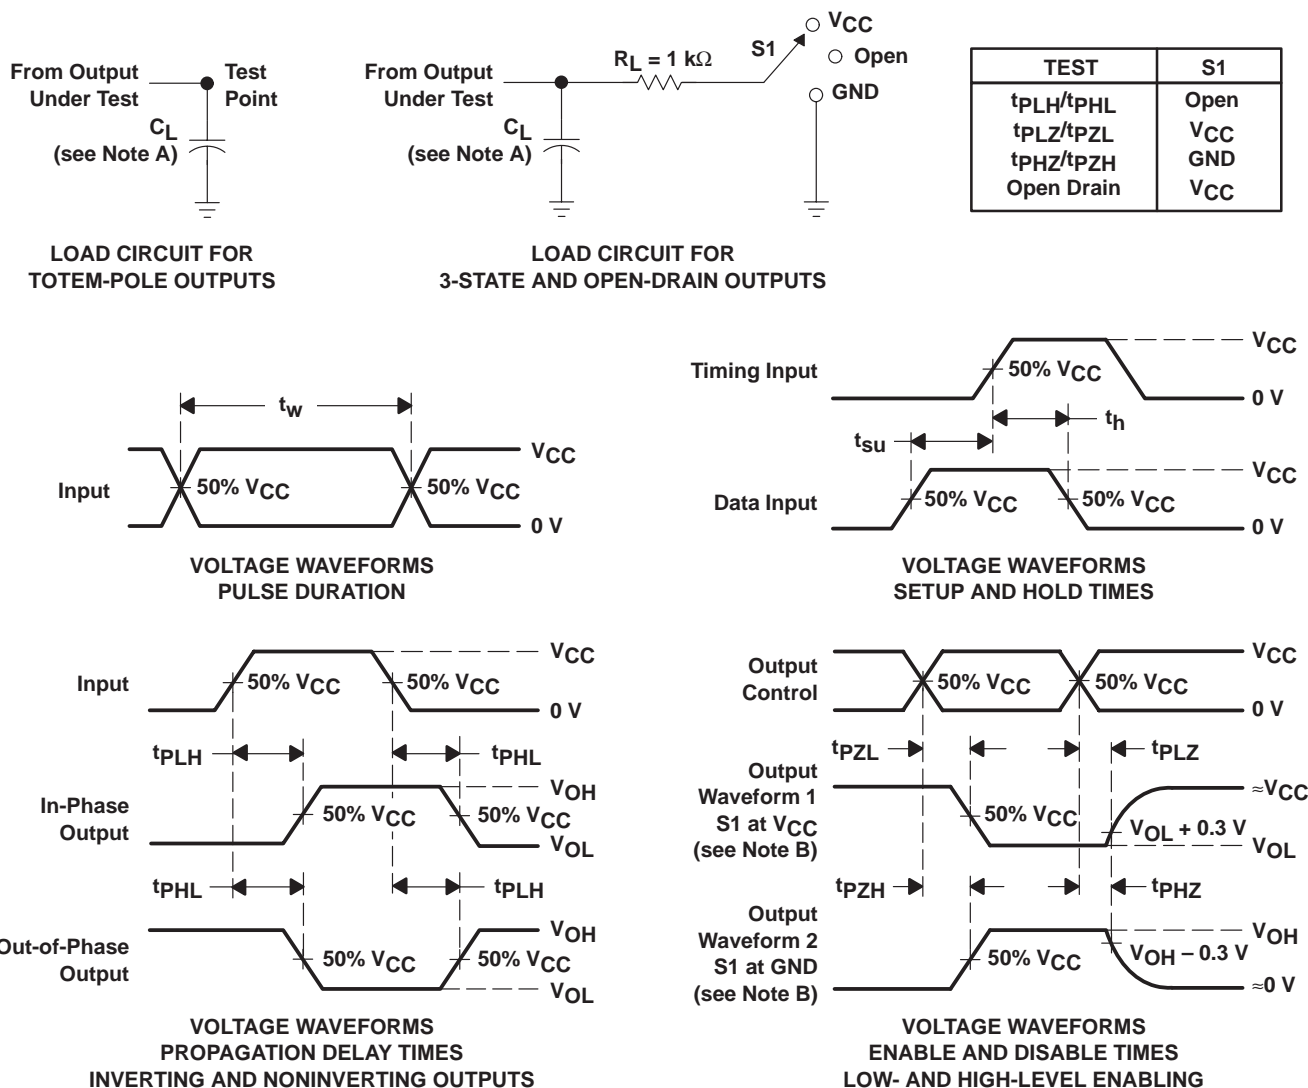 From Output
Under Test
Test
Point
CL
(see Note A)
LOAD CIRCUIT FOR
TOTEM-POLE OUTPUTS
From Output
Under Test
RL = 1 kΩ
S1
VCC
Open
GND
CL
(see Note A)
LOAD CIRCUIT FOR
3-STATE AND OPEN-DRAIN OUTPUTS
TEST S1
tPLH/tPHL Open
tPLZ/tPZL VCC
tPHZ/tPZH GND
Open Drain VCC
tw
Input
50% VCC
50% VCC
VCC
0 V
VOLTAGE WAVEFORMS
PULSE DURATION
Timing Input
50% VCC
VCC
0 V
th
tsu
Data Input
50% VCC
50% VCC
VCC
0 V
VOLTAGE WAVEFORMS
SETUP AND HOLD TIMES
Input
50% VCC
50% VCC
VCC
0 V
tPLH
tPHL
In-Phase
Output
50% VCC
50% VCC
VOH
VOL
tPHL
tPLH
Out-of-Phase
Output
50% VCC
50% VCC
VOH
VOL
VOLTAGE WAVEFORMS
PROPAGATION DELAY TIMES
INVERTING AND NONINVERTING OUTPUTS
Output
Control
50% VCC
50% VCC
VCC
0 V
tPZL
tPLZ
Output
Waveform 1
S1 at VCC
(see Note B)
50% VCC
VOL + 0.3 V
≈VCC
VOL
tPZH
tPHZ
Output
Waveform 2
S1 at GND
(see Note B)
50% VCC
VOH – 0.3 V
VOH
≈0 V
VOLTAGE WAVEFORMS
ENABLE AND DISABLE TIMES
LOW- AND HIGH-LEVEL ENABLING